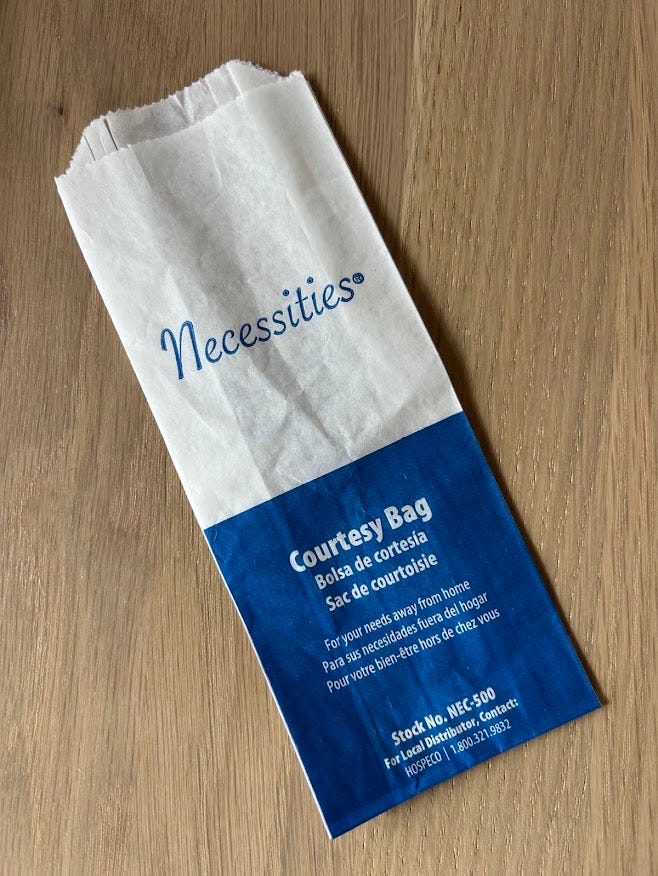 Necessities®
Courtesy Bag
Bolsa de cortesía
Sac de courtoisie
For your needs away from home
Para sus necesidades fuera del hogar
Pour votre bien-être hors de chez vous
Stock No. NEC-500
For Local Distributor, Contact:
HOSPECO | 1.800.321.9832